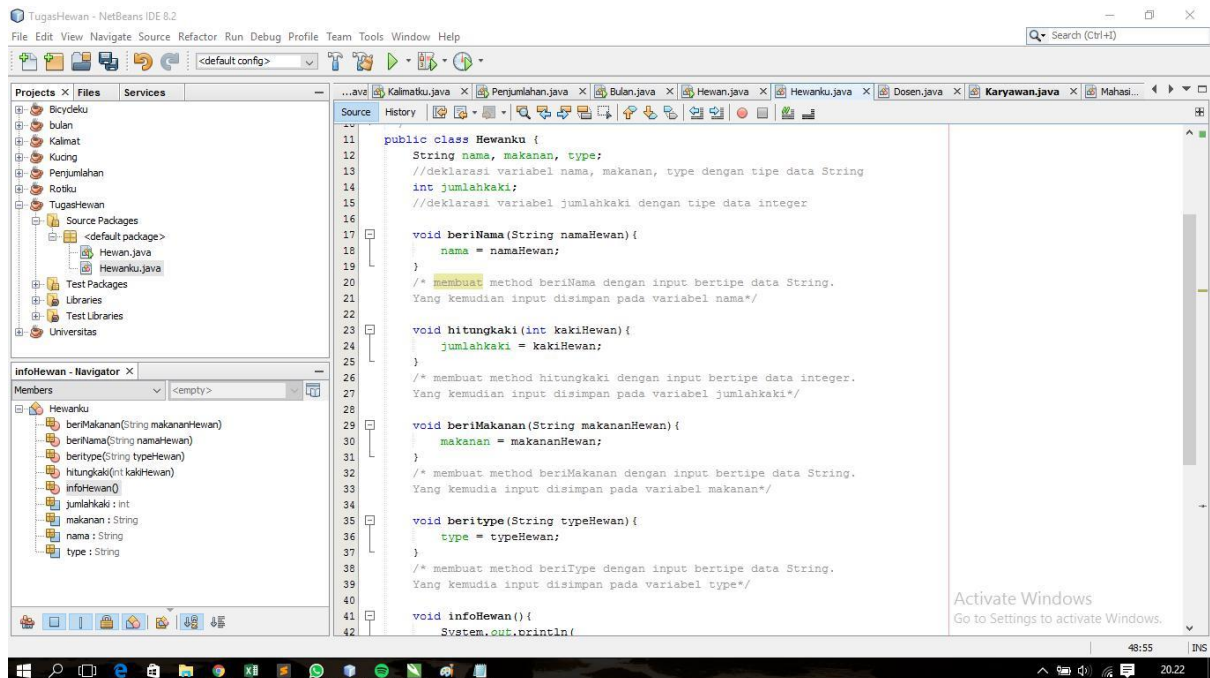 TugasHewan - NetBeans IDE 8.2
File Edit View Navigate Source Refactor Run Debug Profile Team Tools Window Help
Search (Ctrl+I)
<default config>
Projects Files Services
Bicydeku
bulan
Kalimat
Kucing
Penjumlahan
Rotiku
TugasHewan
Source Packages
<default package>
Hewan.java
Hewanku.java
Test Packages
Libraries
Test Libraries
Universitas
infoHewan - Navigator
Members <empty>
Hewanku
beriMakanan(String makananHewan)
beriNama(String namaHewan)
beritype(String typeHewan)
hitungkaki(int kakiHewan)
infoHewan()
jumlahkaki : int
makanan : String
nama : String
type : String
...ava Kalimatku.java Penjumlahan.java Bulan.java Hewan.java Hewanku.java Dosen.java Karyawan.java Mahasi...
Source History
11 public class Hewanku {
12 String nama, makanan, type;
13 //deklarasi variabel nama, makanan, type dengan tipe data String
14 int jumlahkaki;
15 //deklarasi variabel jumlahkaki dengan tipe data integer
16
17 void beriNama(String namaHewan){
18 nama = namaHewan;
19 }
20 /* membuat method beriNama dengan input bertipe data String.
21 Yang kemudian input disimpan pada variabel nama*/
22
23 void hitungkaki(int kakiHewan){
24 jumlahkaki = kakiHewan;
25 }
26 /* membuat method hitungkaki dengan input bertipe data integer.
27 Yang kemudian input disimpan pada variabel jumlahkaki*/
28
29 void beriMakanan(String makananHewan){
30 makanan = makananHewan;
31 }
32 /* membuat method beriMakanan dengan input bertipe data String.
33 Yang kemudia input disimpan pada variabel makanan*/
34
35 void beritype(String typeHewan){
36 type = typeHewan;
37 }
38 /* membuat method beriType dengan input bertipe data String.
39 Yang kemudia input disimpan pada variabel type*/
40
41 void infoHewan(){
42 System.out.println(
Activate Windows
Go to Settings to activate Windows.
48:55 INS
20.22